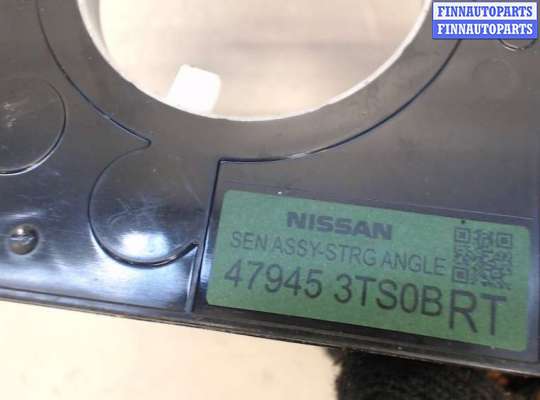 FINNAUTOPARTS
FINNAUTOPARTS
NISSAN
SEN ASSY-STRG ANGLE
47945 3TS0B RT